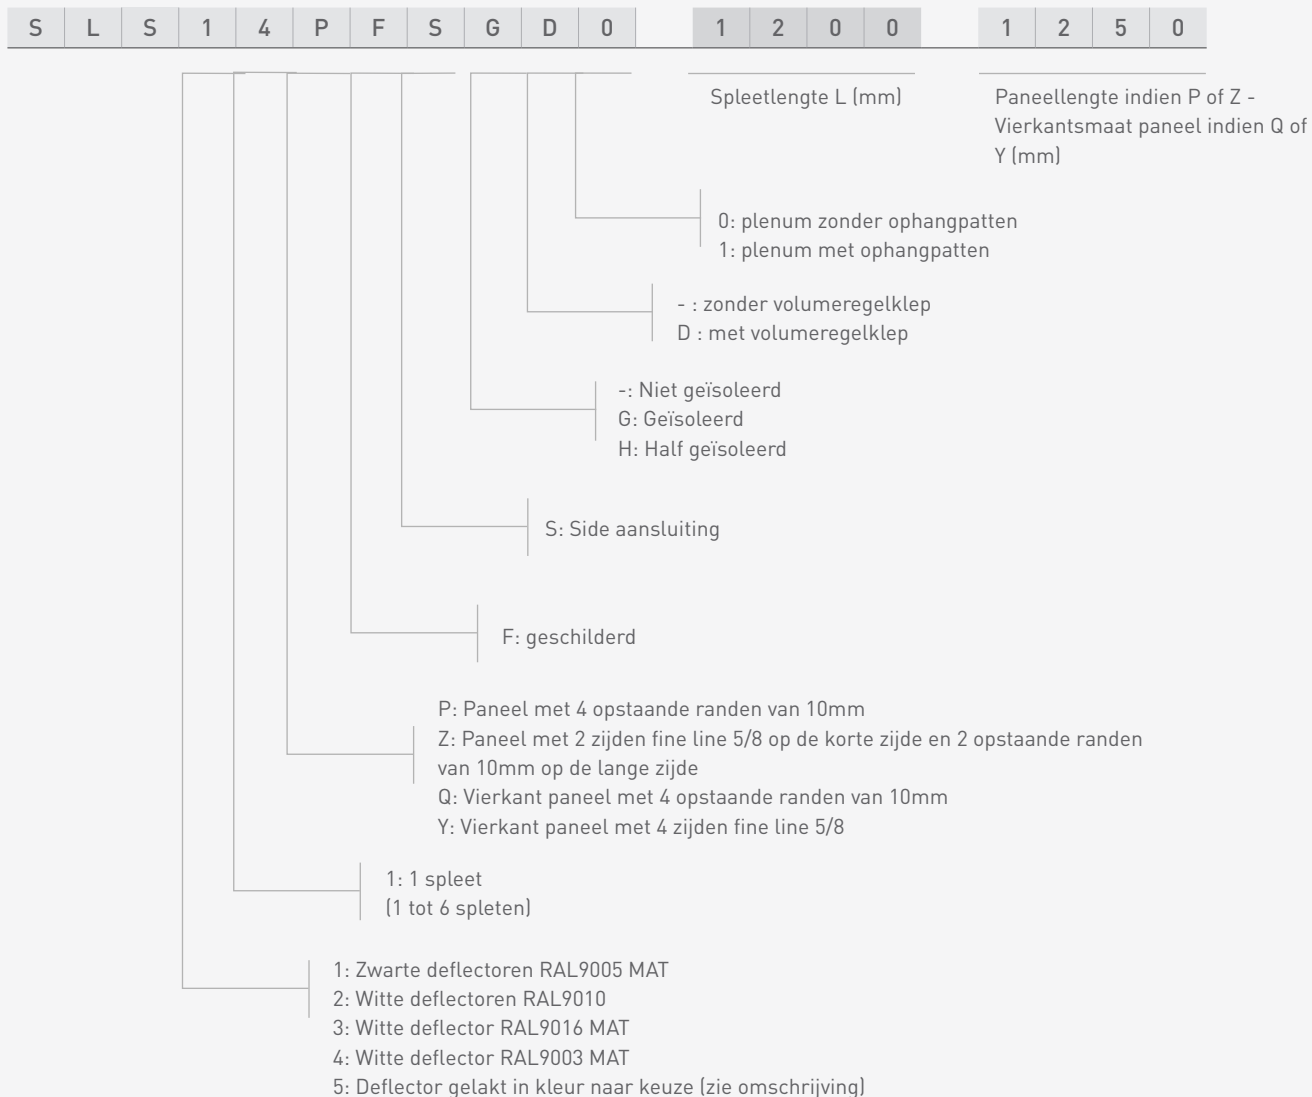 S L S 1 4 P F S G D 0 1 2 0 0 1 2 5 0
Spleetlengte L (mm)
Paneellengte indien P of Z -
Vierkantsmaat paneel indien Q of
Y (mm)
0: plenum zonder ophangpatten
1: plenum met ophangpatten
- : zonder volumeregelklep
D : met volumeregelklep
-: Niet geïsoleerd
G: Geïsoleerd
H: Half geïsoleerd
S: Side aansluiting
F: geschilderd
P: Paneel met 4 opstaande randen van 10mm
Z: Paneel met 2 zijden fine line 5/8 op de korte zijde en 2 opstaande randen
van 10mm op de lange zijde
Q: Vierkant paneel met 4 opstaande randen van 10mm
Y: Vierkant paneel met 4 zijden fine line 5/8
1: 1 spleet
(1 tot 6 spleten)
1: Zwarte deflectoren RAL9005 MAT
2: Witte deflectoren RAL9010
3: Witte deflector RAL9016 MAT
4: Witte deflector RAL9003 MAT
5: Deflector gelakt in kleur naar keuze (zie omschrijving)